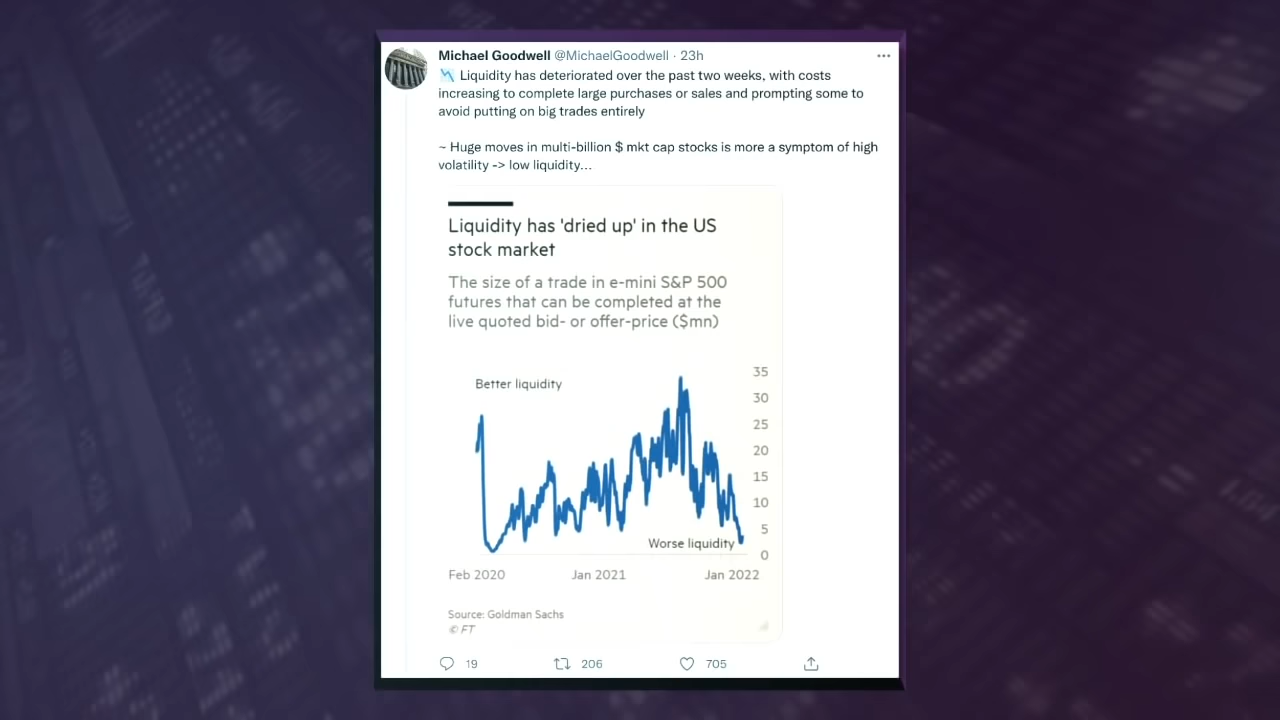 Michael Goodwell @MichaelGoodwell · 23h
Liquidity has deteriorated over the past two weeks, with costs
increasing to complete large purchases or sales and prompting some to
avoid putting on big trades entirely
~ Huge moves in multi-billion $ mkt cap stocks is more a symptom of high
volatility -> low liquidity...
Liquidity has 'dried up' in the US
stock market
The size of a trade in e-mini S&P 500
futures that can be completed at the
live quoted bid- or offer-price ($mn)
Better liquidity
35
30
25
20
15
10
5
0
Worse liquidity
Feb 2020 Jan 2021 Jan 2022
Source: Goldman Sachs
© FT
19 206 705